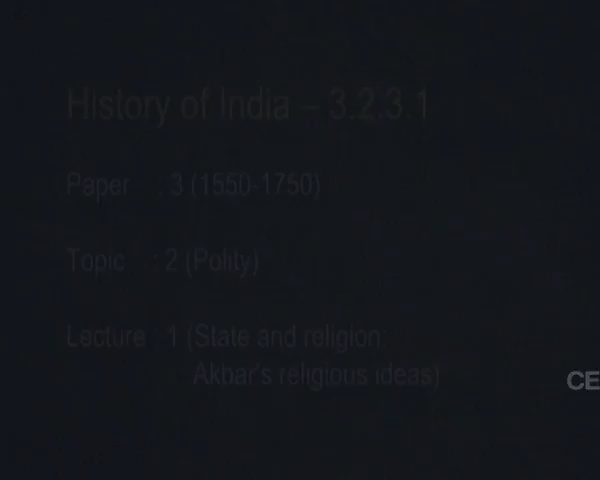 History of India – 3.2.3.1
Paper : 3 (1550-1750)
Topic : 2 (Polity)
Lecture : 1 (State and religion:
Akbar's religious ideas)
CE